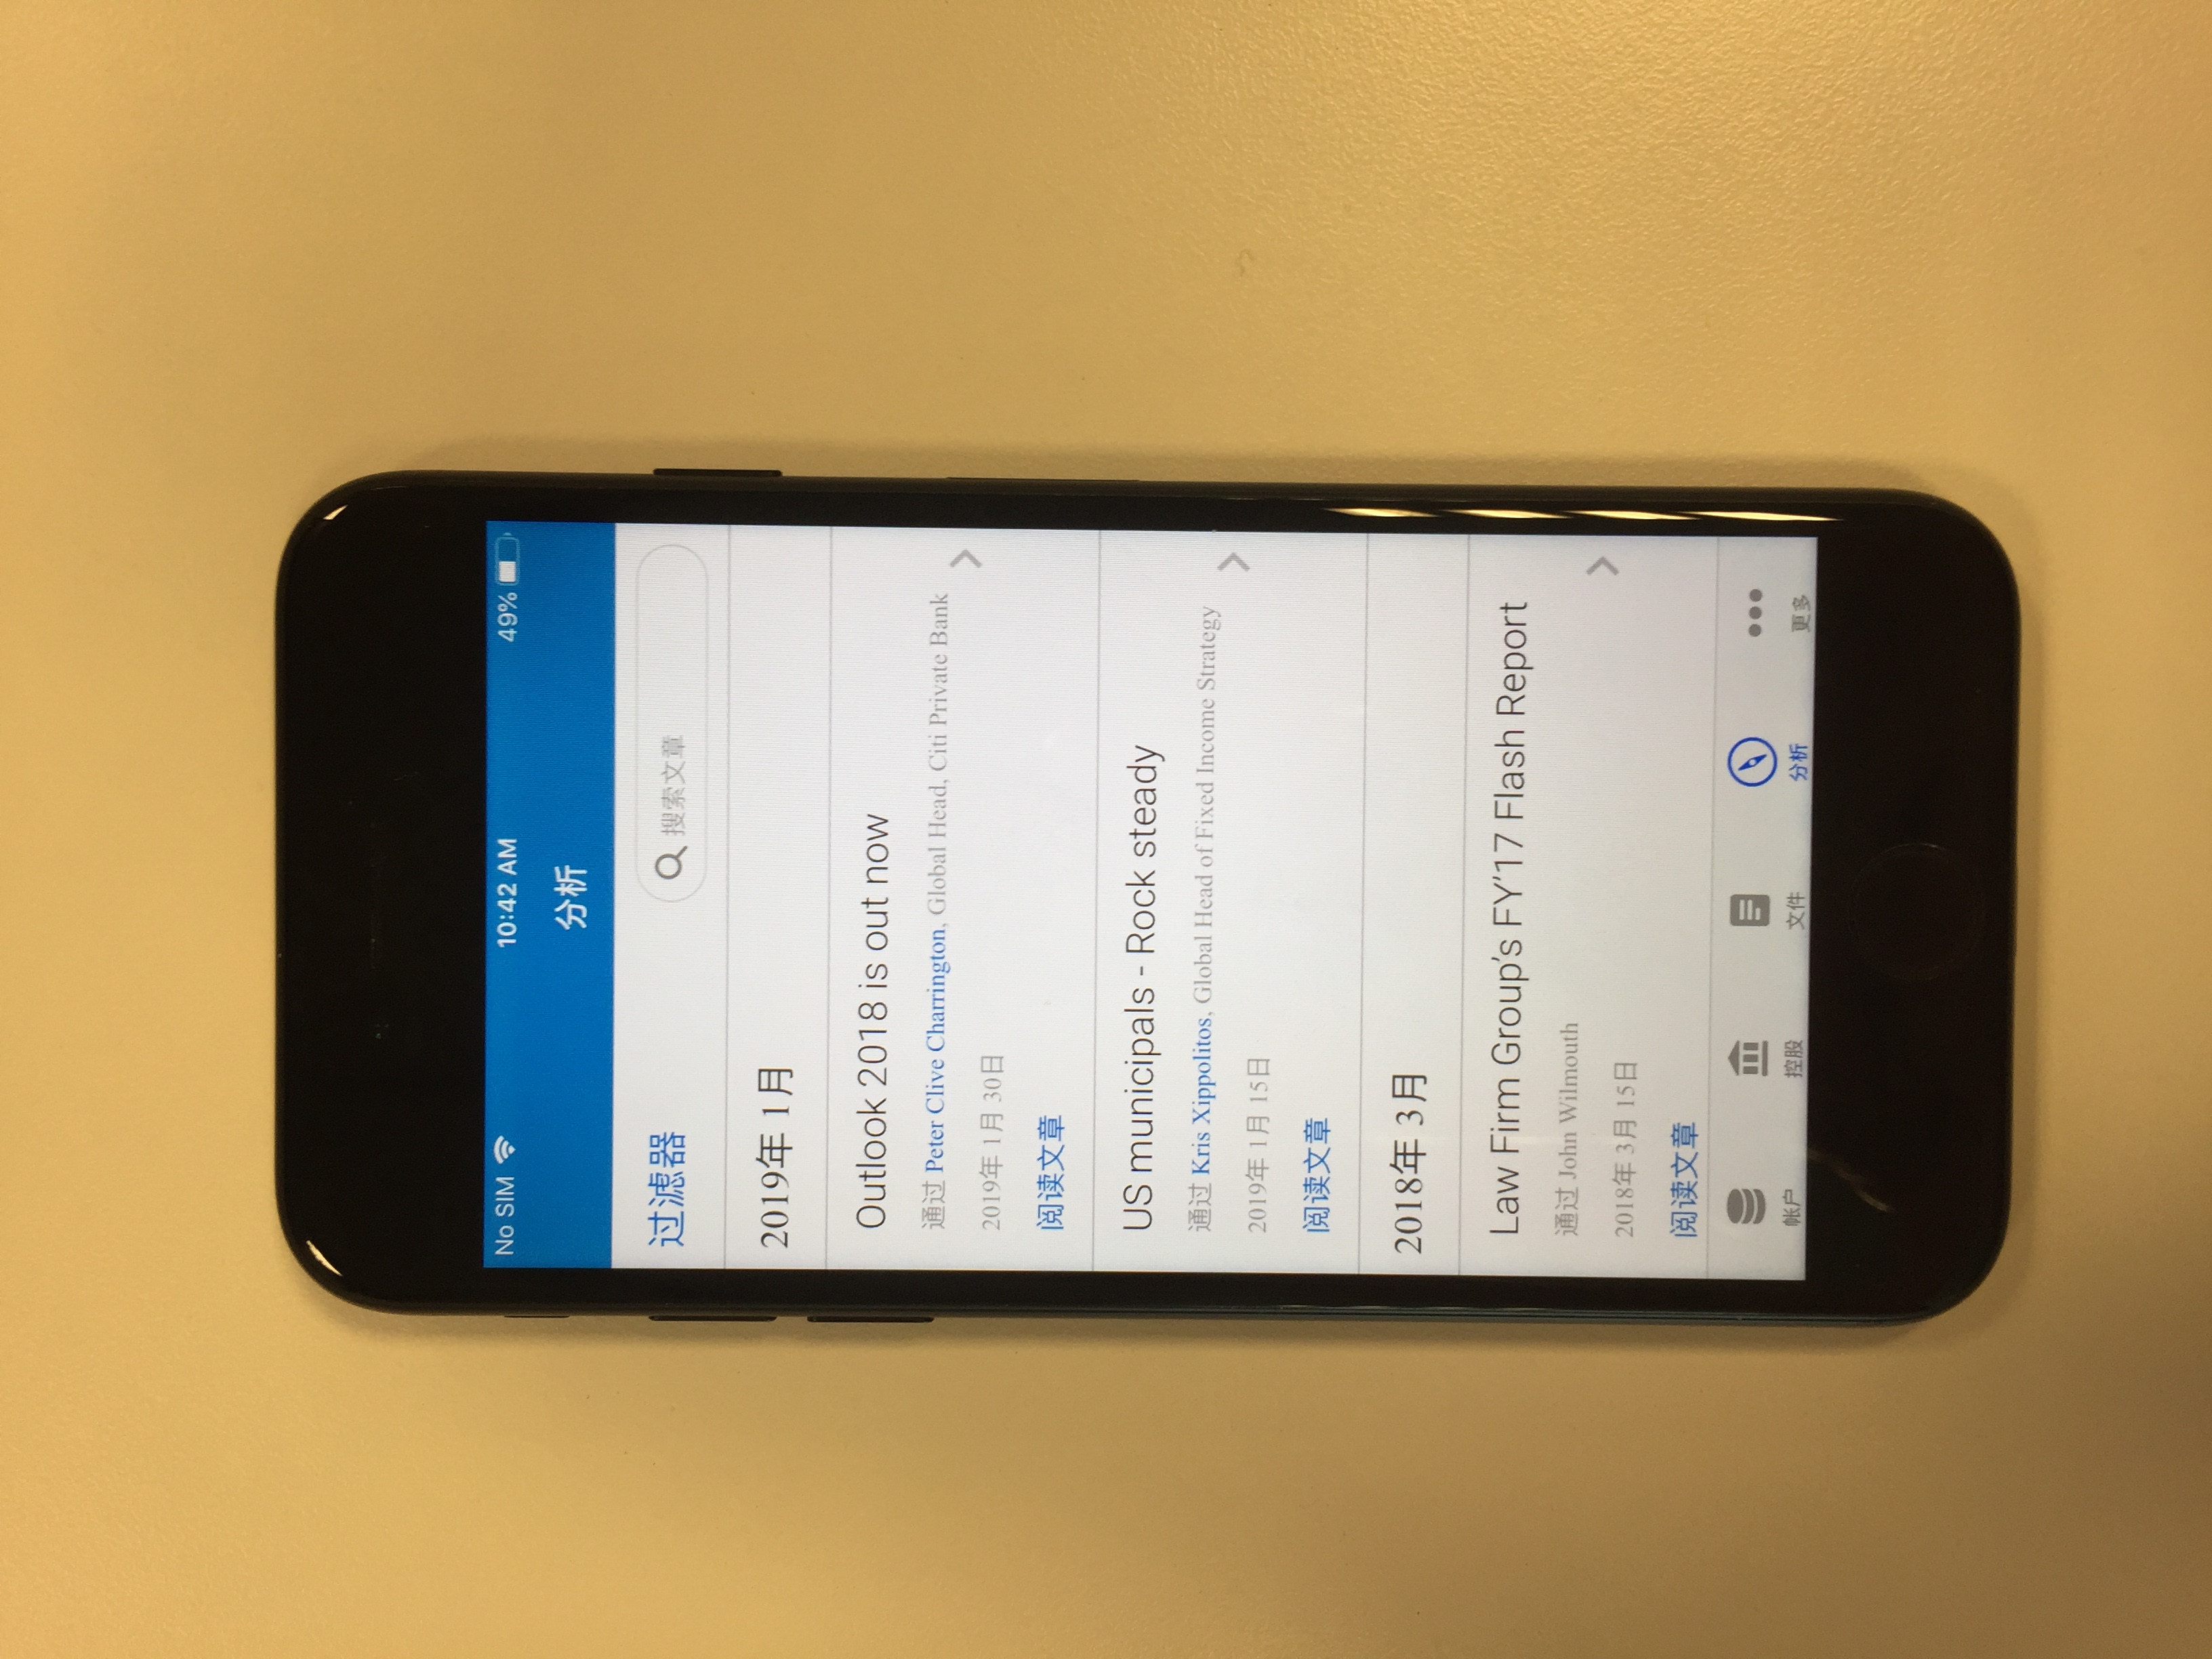 No SIM 10:42 AM 49%
分析
过滤器 搜索文章
2019年 1月
Outlook 2018 is out now
通过 Peter Clive Charrington, Global Head, Citi Private Bank
2019年 1月 30日
阅读文章
US municipals - Rock steady
通过 Kris Xippolitos, Global Head of Fixed Income Strategy
2019年 1月 15日
阅读文章
2018年 3月
Law Firm Group's FY'17 Flash Report
通过 John Wilmouth
2018年 3月 15日
阅读文章
帐户 控股 文件 分析 更多